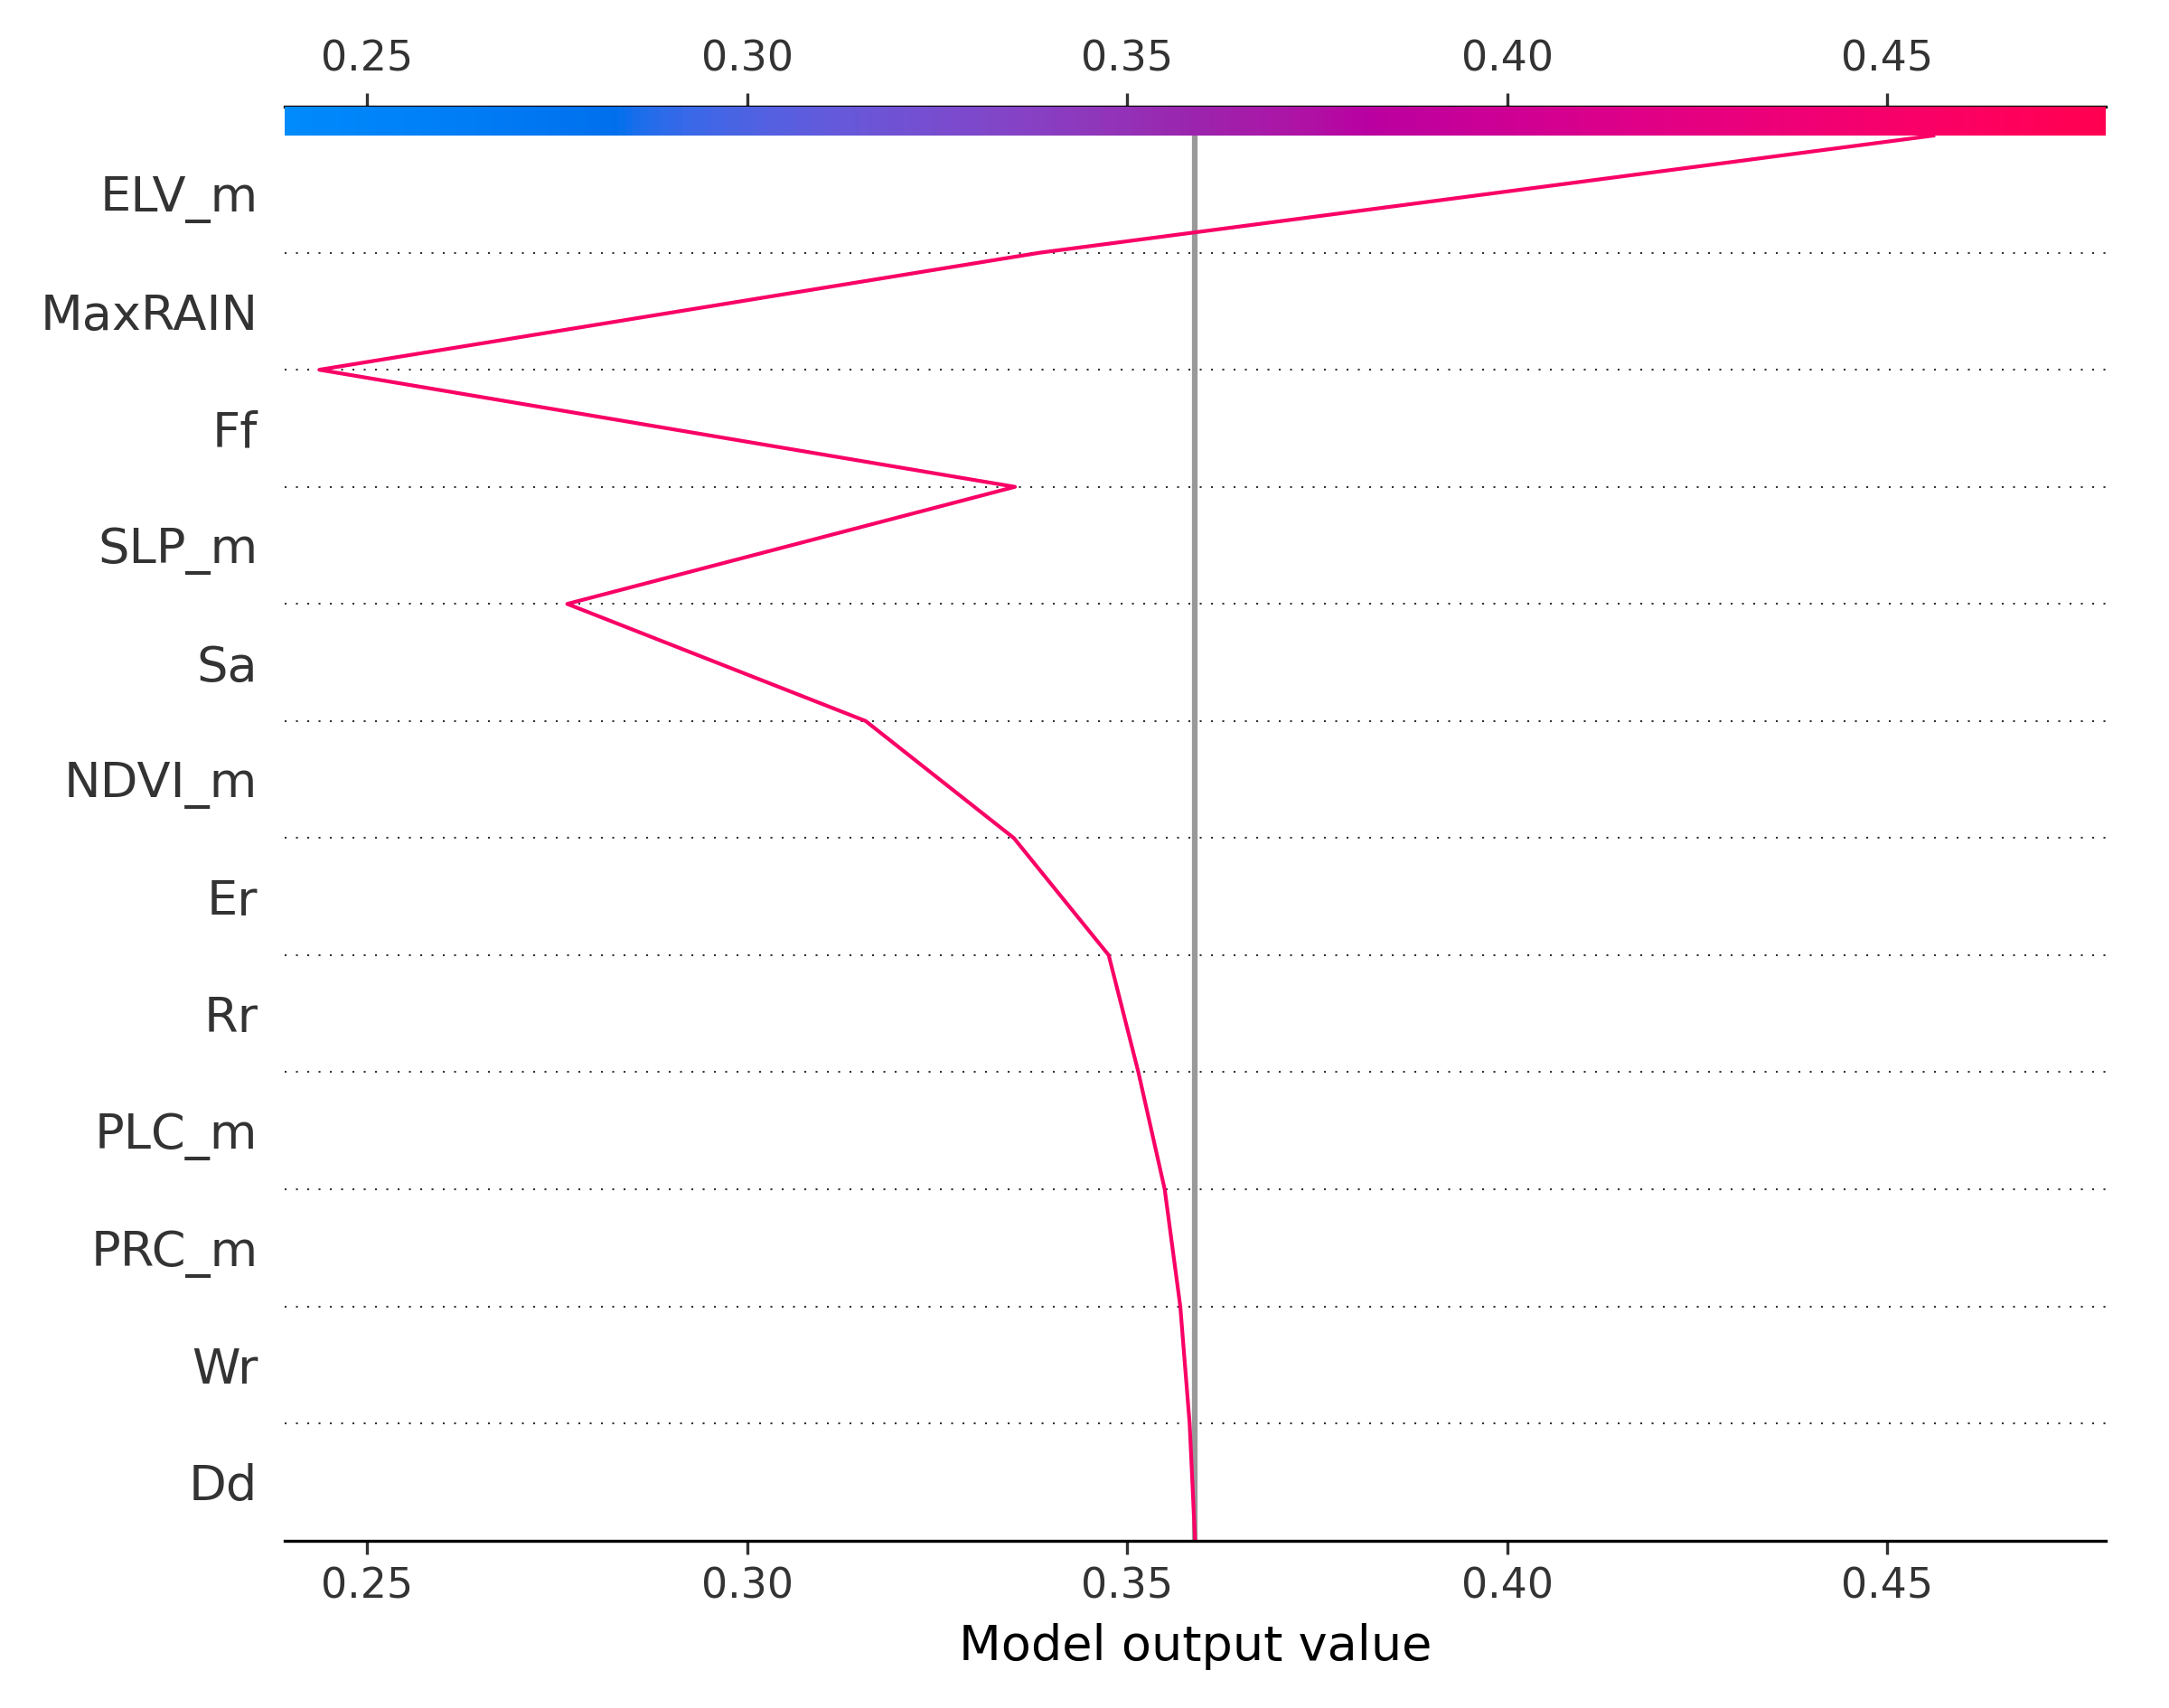 0.25 0.30 0.35 0.40 0.45
ELV_m
MaxRAIN
Ff
SLP_m
Sa
NDVI_m
Er
Rr
PLC_m
PRC_m
Wr
Dd
0.25 0.30 0.35 0.40 0.45
Model output value